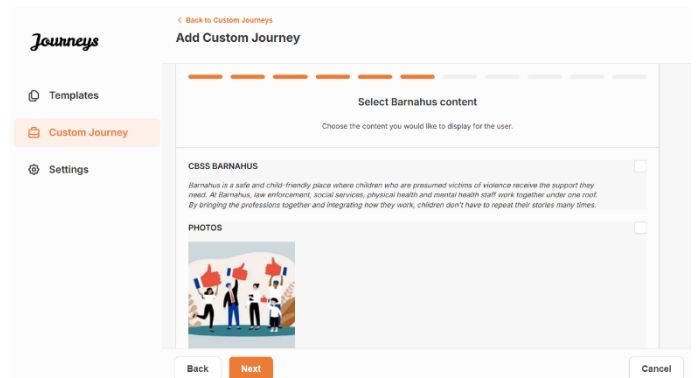 Back to Custom Journeys
Journeys
Add Custom Journey
Templates
Custom Journey
Settings
Select Barnahus content
Choose the content you would like to display for the user.
CBSS BARNAHUS
Barnahus is a safe and child-friendly place where children who are presumed victims of violence receive the support they
need. At Barnahus, law enforcement, social services, physical health and mental health staff work together under one roof.
By bringing the professions together and integrating how they work, children don't have to repeat their stories many times.
PHOTOS
Back
Next
Cancel